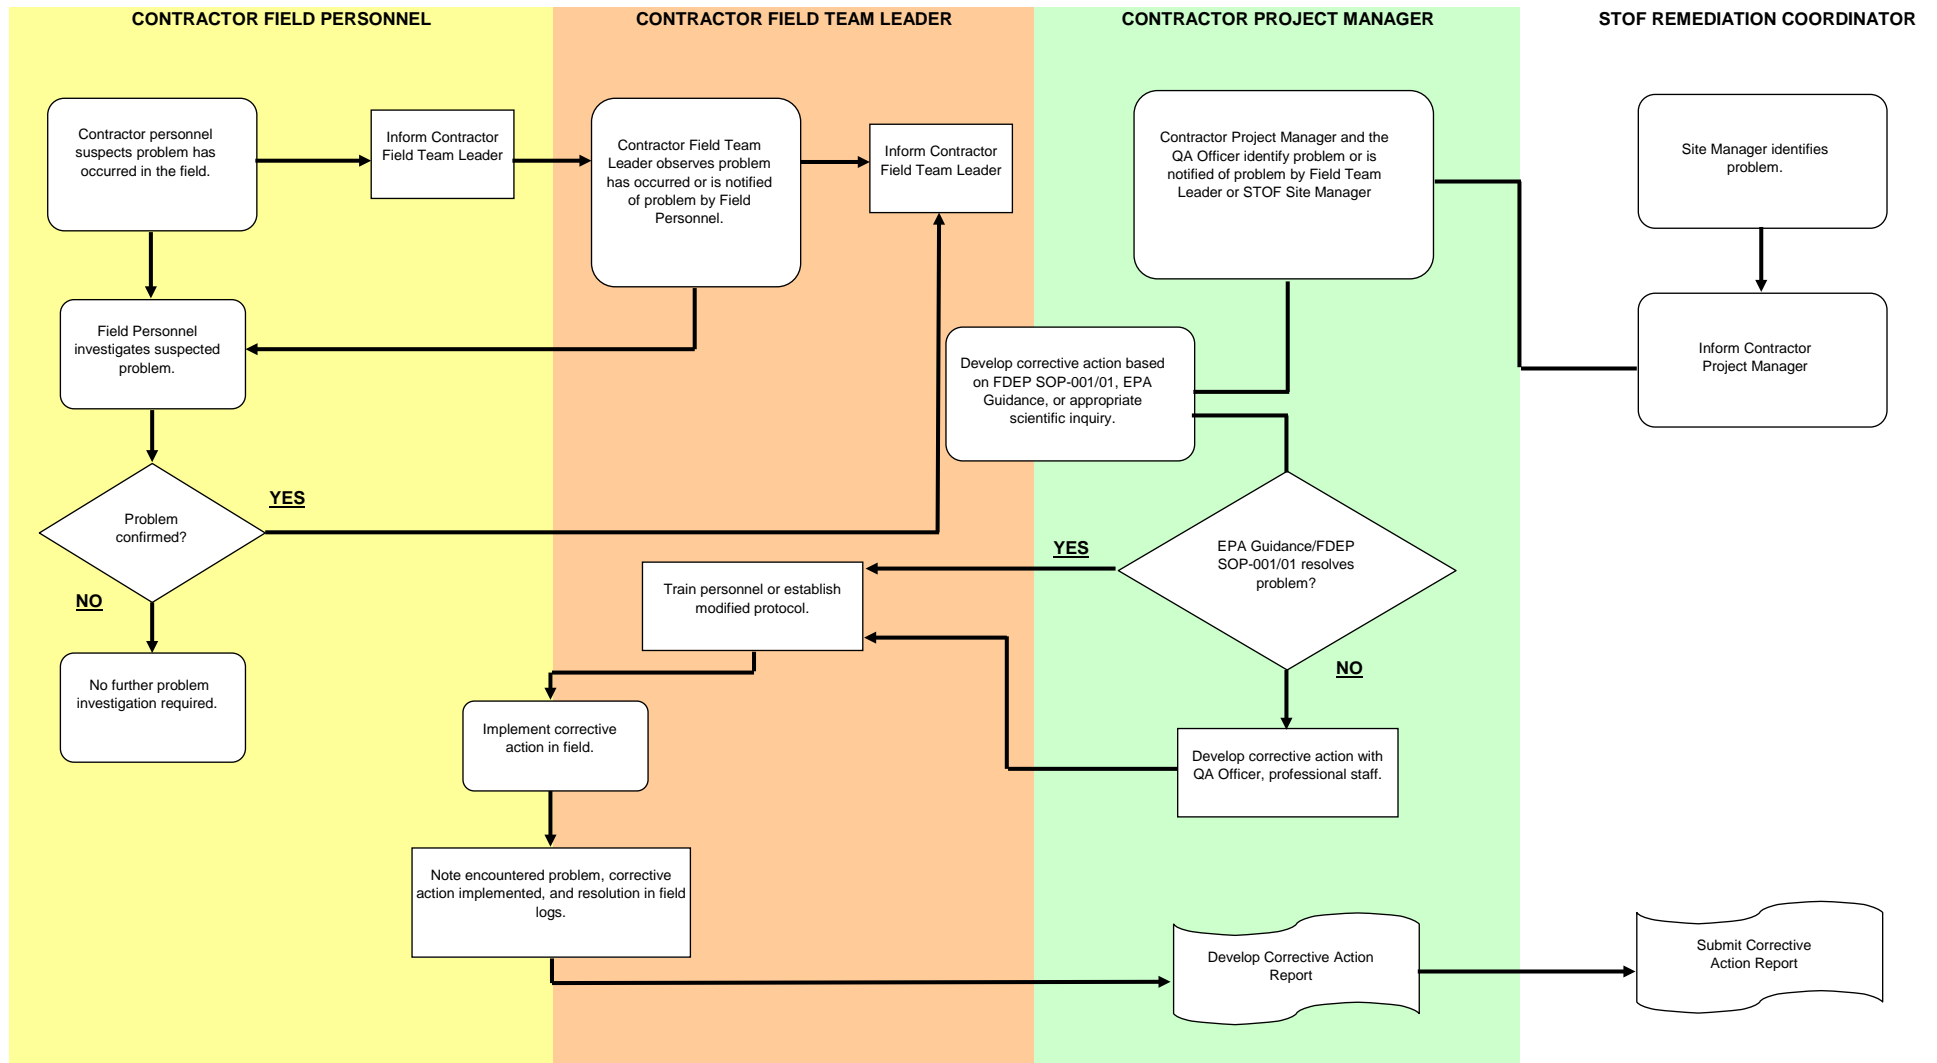 CONTRACTOR FIELD PERSONNEL
CONTRACTOR FIELD TEAM LEADER
CONTRACTOR PROJECT MANAGER
STOF REMEDIATION COORDINATOR
Contractor personnel
suspects problem has
occurred in the field.
Inform Contractor
Field Team Leader
Contractor Field Team
Leader observes problem
has occurred or is notified
of problem by Field
Personnel.
Inform Contractor
Field Team Leader
Contractor Project Manager and the
QA Officer identify problem or is
notified of problem by Field Team
Leader or STOF Site Manager
Site Manager identifies
problem.
Field Personnel
investigates suspected
problem.
Develop corrective action based
on FDEP SOP-001/01, EPA
Guidance, or appropriate
scientific inquiry.
Inform Contractor
Project Manager
Problem
confirmed?
YES
NO
No further problem
investigation required.
EPA Guidance/FDEP
SOP-001/01 resolves
problem?
YES
NO
Train personnel or establish
modified protocol.
Develop corrective action with
QA Officer, professional staff.
Implement corrective
action in field.
Note encountered problem, corrective
action implemented, and resolution in field
logs.
Develop Corrective Action
Report
Submit Corrective
Action Report